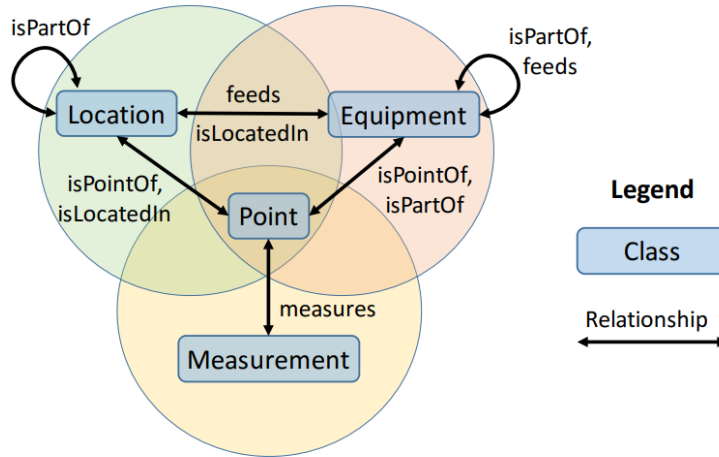 isPartOf
isPartOf,
feeds
Location
feeds
isLocatedIn
Equipment
isPointOf,
isLocatedIn
Point
isPointOf,
isPartOf
measures
Measurement
Legend
Class
Relationship